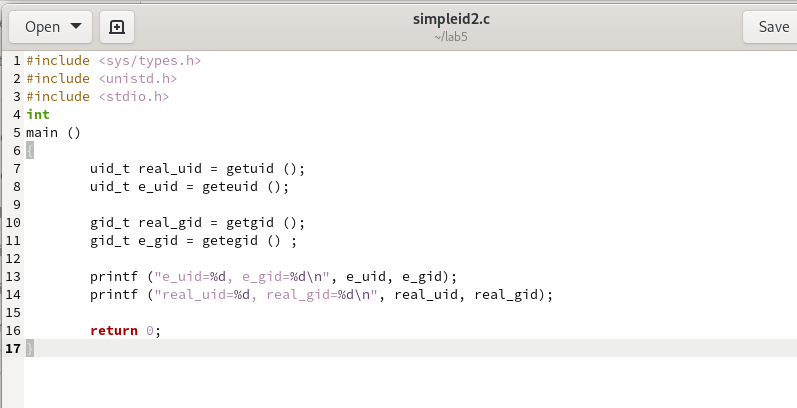 Open
simpleid2.c
~/lab5
Save
1 #include <sys/types.h>
2 #include <unistd.h>
3 #include <stdio.h>
4 int
5 main ()
6 {
7         uid_t real_uid = getuid ();
8         uid_t e_uid = geteuid ();
9
10         gid_t real_gid = getgid ();
11         gid_t e_gid = getegid () ;
12
13         printf ("e_uid=%d, e_gid=%d\n", e_uid, e_gid);
14         printf ("real_uid=%d, real_gid=%d\n", real_uid, real_gid);
15
16         return 0;
17 }